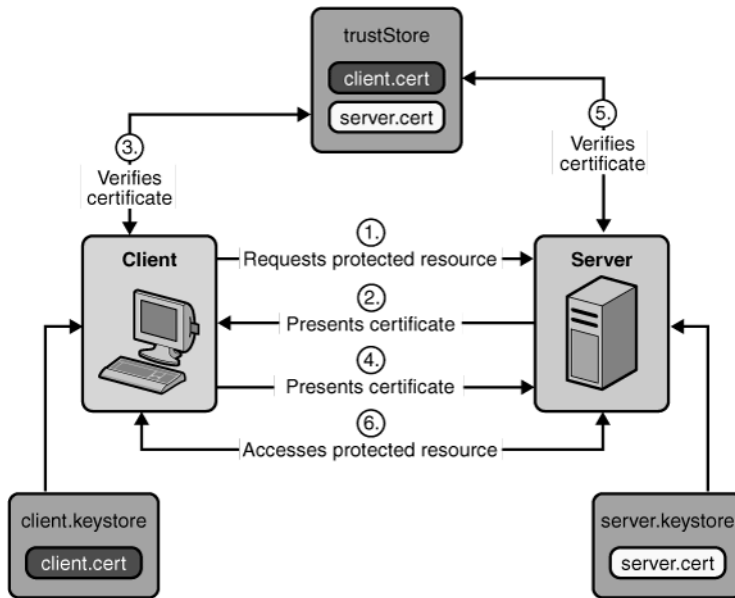 trustStore
client.cert
server.cert
3.
Verifies
certificate
5.
Verifies
certificate
Client
1.
Requests protected resource
Server
2.
Presents certificate
4.
Presents certificate
6.
Accesses protected resource
client.keystore
client.cert
server.keystore
server.cert